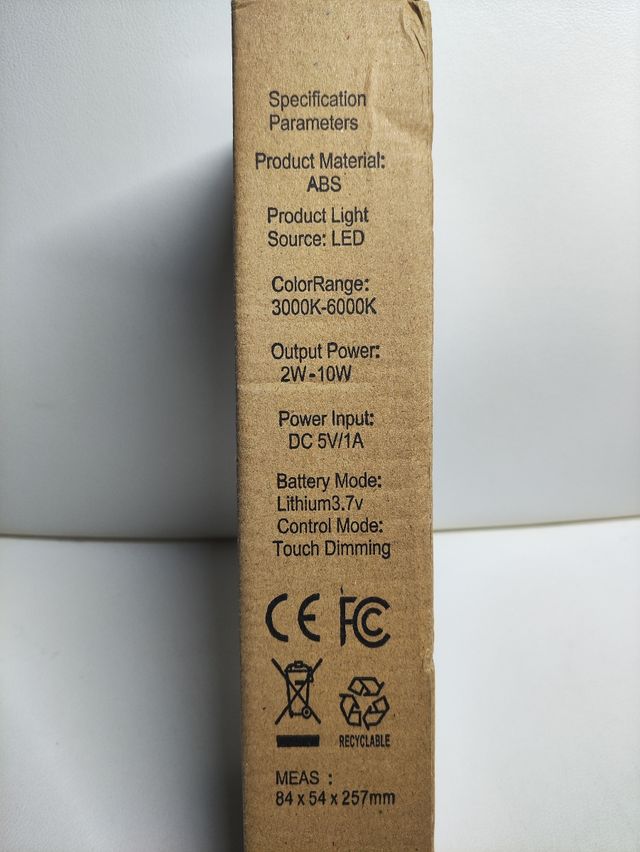 Specification
Parameters
Product Material:
ABS
Product Light
Source: LED
ColorRange:
3000K-6000K
Output Power:
2W-10W
Power Input:
DC 5V/1A
Battery Mode:
Lithium3.7v
Control Mode:
Touch Dimming
CE FC
RECYCLABLE
MEAS :
84 x 54 x 257mm